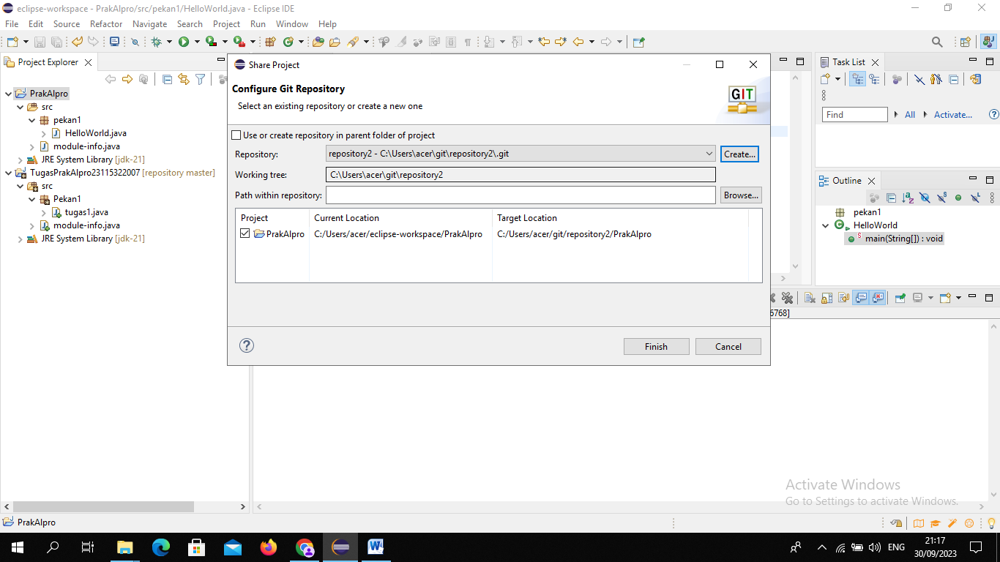 eclipse-workspace - PrakAlpro/src/pekan1/HelloWorld.java - Eclipse IDE
File Edit Source Refactor Navigate Search Project Run Window Help
Project Explorer
PrakAlpro
src
pekan1
HelloWorld.java
module-info.java
JRE System Library [jdk-21]
TugasPrakAlpro23115322007 [repository master]
src
Pekan1
tugas1.java
module-info.java
JRE System Library [jdk-21]
Share Project
Configure Git Repository
Select an existing repository or create a new one
GIT
Use or create repository in parent folder of project
Repository: repository2 - C:\Users\acer\git\repository2\.git Create...
Working tree: C:\Users\acer\git\repository2
Path within repository: Browse...
Project Current Location Target Location
PrakAlpro C:/Users/acer/eclipse-workspace/PrakAlpro C:/Users/acer/git/repository2/PrakAlpro
Finish Cancel
Task List
Find All Activate...
Outline
pekan1
HelloWorld
main(String[]) : void
6768]
Activate Windows
Go to Settings to activate Windows.
PrakAlpro
ENG
21:17
30/09/2023